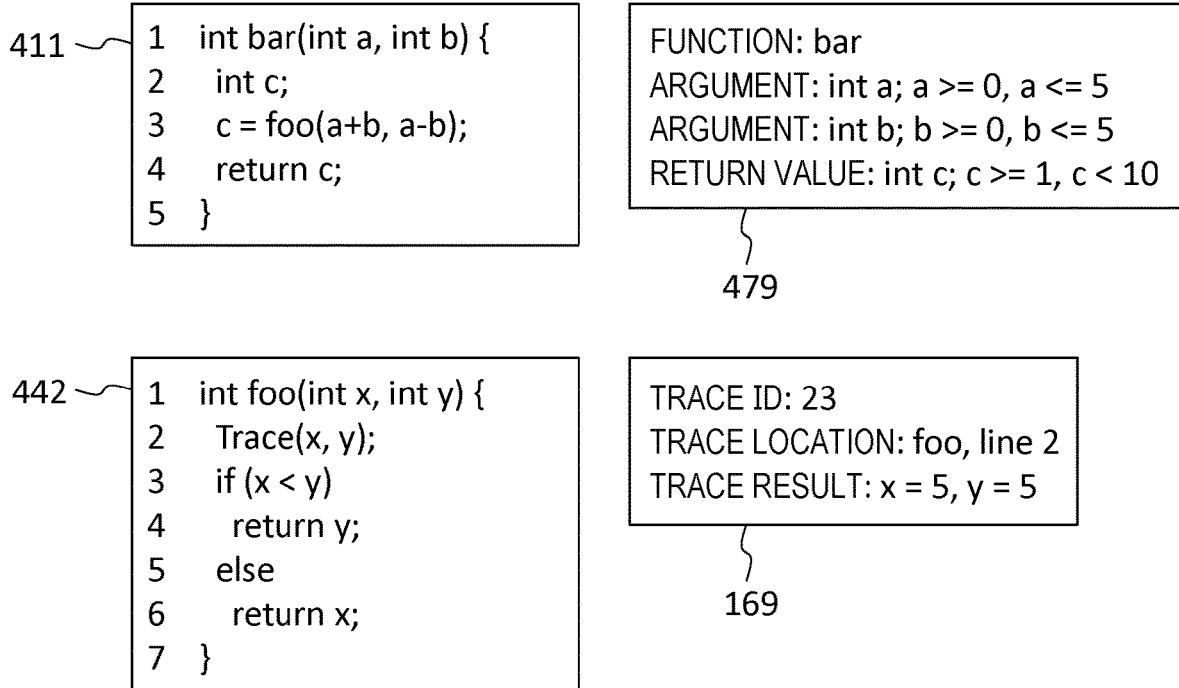 411
1 int bar(int a, int b) {
2 int c;
3 c = foo(a+b, a-b);
4 return c;
5 }
FUNCTION: bar
ARGUMENT: int a; a >= 0, a <= 5
ARGUMENT: int b; b >= 0, b <= 5
RETURN VALUE: int c; c >= 1, c < 10
479
442
1 int foo(int x, int y) {
2 Trace(x, y);
3 if (x < y)
4 return y;
5 else
6 return x;
7 }
TRACE ID: 23
TRACE LOCATION: foo, line 2
TRACE RESULT: x = 5, y = 5
169